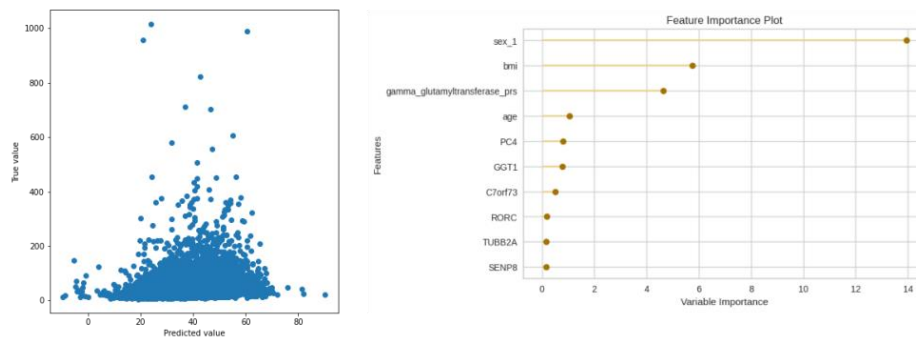 1000
800
600
400
200
0
True value
0
20
40
60
80
Predicted value
Feature Importance Plot
sex_1
bmi
gamma_glutamyltransferase_prs
age
PC4
GGT1
C7orf73
RORC
TUBB2A
SENP8
Features
0
2
4
6
8
10
12
14
Variable Importance